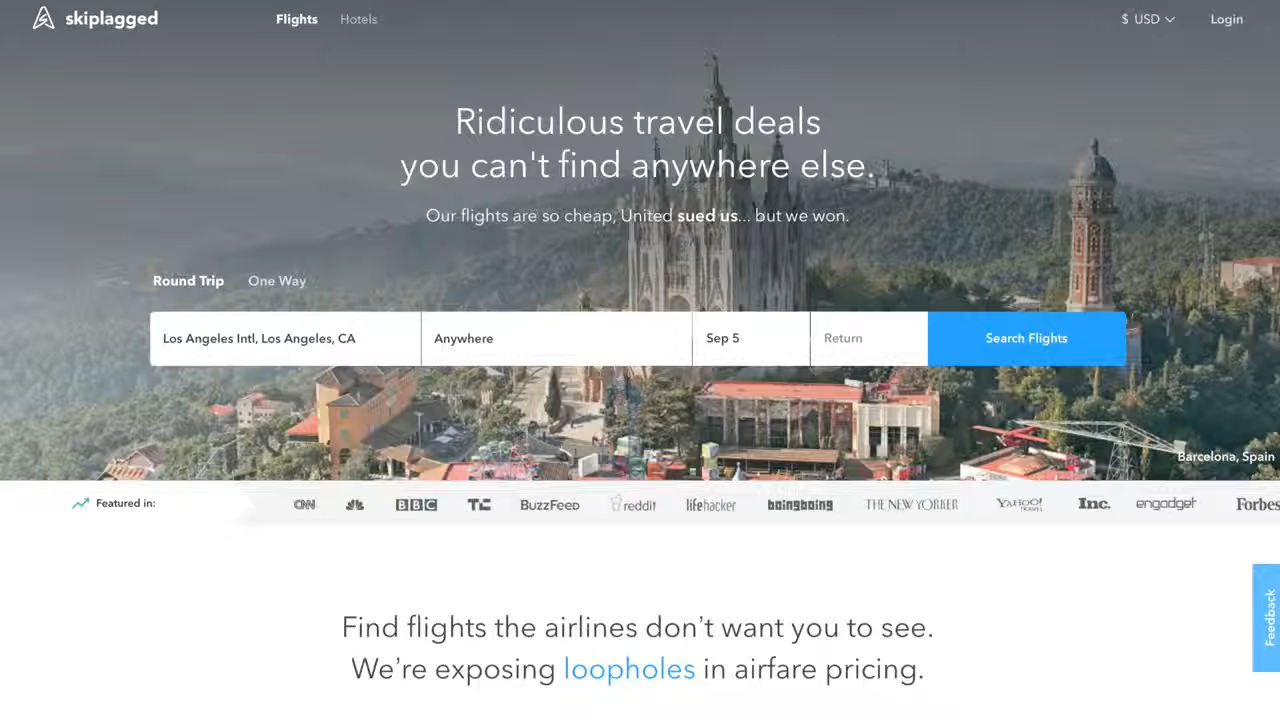 skiplagged
Flights
Hotels
$ USD
Login
Ridiculous travel deals
you can't find anywhere else.
Our flights are so cheap, United sued us... but we won.
Round Trip
One Way
Los Angeles Intl, Los Angeles, CA
Anywhere
Sep 5
Return
Search Flights
Barcelona, Spain
Featured in:
CNN
BBC
TC
BuzzFeed
reddit
lifehacker
boingboing
THE NEW YORKER
YAHOO!
TRAVEL
Inc.
engadget
Forbes
Feedback
Find flights the airlines don’t want you to see.
We’re exposing loopholes in airfare pricing.